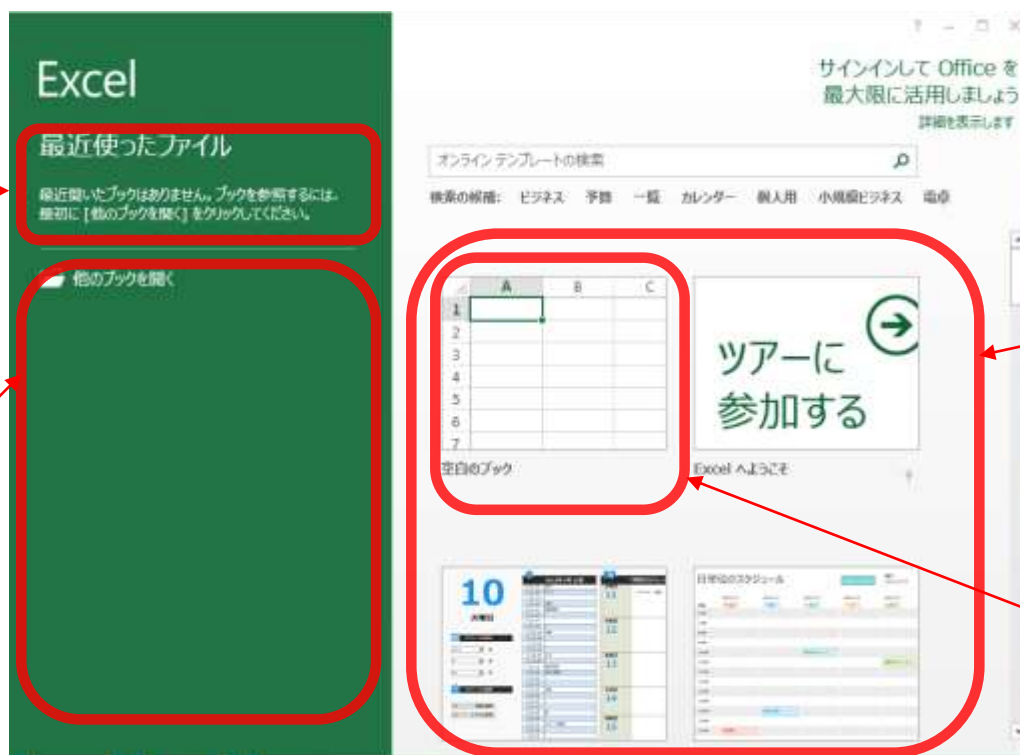 Excel
サインインして Office を
最大限に活用しましょう
詳細を表示します
最近使ったファイル
最近開いたブックはありません。ブックを参照するには、
最初に [他のブックを開く] をクリックしてください。
他のブックを開く
オンライン テンプレートの検索
検索の候補: ビジネス 予算 一覧 カレンダー 個人用 小規模ビジネス 電卓
A B C
1
2
3
4
5
6
7
空白のブック
ツアーに
参加する
Excel へようこそ
10
火曜日
11
12
13
14
15
日単位のスケジュール